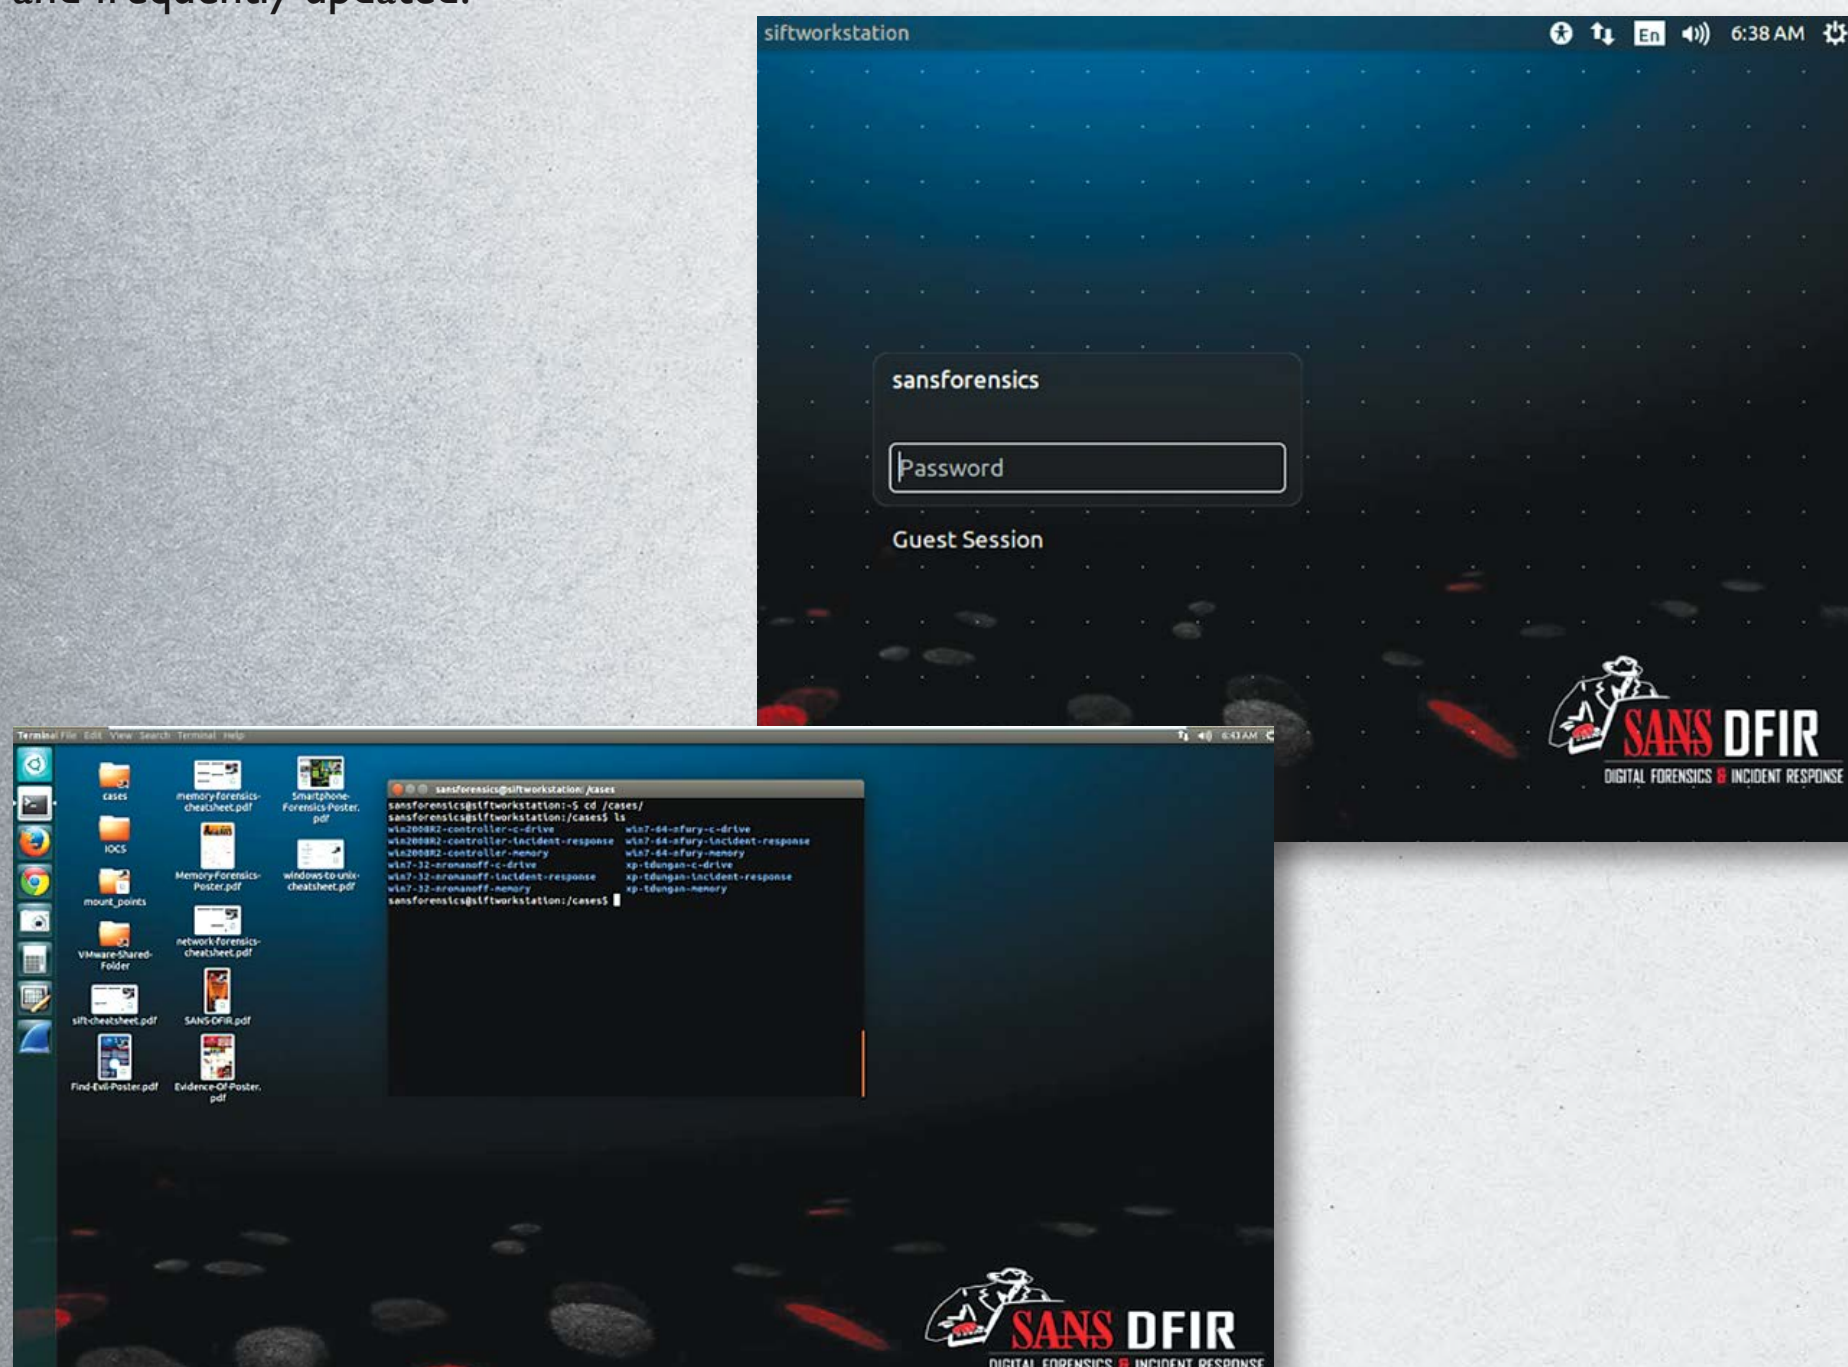 and frequently updated.
siftworkstation
En
6:38 AM
sansforensics
Password
Guest Session
SANS DFIR
DIGITAL FORENSICS & INCIDENT RESPONSE
Terminal File Edit View Search Terminal Help
6:43 AM
cases
memory-forensics-
cheatsheet.pdf
Smartphone-
Forensics-Poster.
pdf
IOCS
Memory-Forensics-
Poster.pdf
windows-to-unix-
cheatsheet.pdf
mount_points
network-forensics-
cheatsheet.pdf
VMware-Shared-
Folder
sift-cheatsheet.pdf
SANS-DFIR.pdf
Find-Evil-Poster.pdf
Evidence-Of-Poster.
pdf
sansforensics@siftworkstation: /cases
sansforensics@siftworkstation:~$ cd /cases/
sansforensics@siftworkstation:/cases$ ls
win2008R2-controller-c-drive win7-64-nfury-c-drive
win2008R2-controller-incident-response win7-64-nfury-incident-response
win2008R2-controller-memory win7-64-nfury-memory
win7-32-nromanoff-c-drive xp-tdungan-c-drive
win7-32-nromanoff-incident-response xp-tdungan-incident-response
win7-32-nromanoff-memory xp-tdungan-memory
sansforensics@siftworkstation:/cases$
SANS DFIR
DIGITAL FORENSICS & INCIDENT RESPONSE